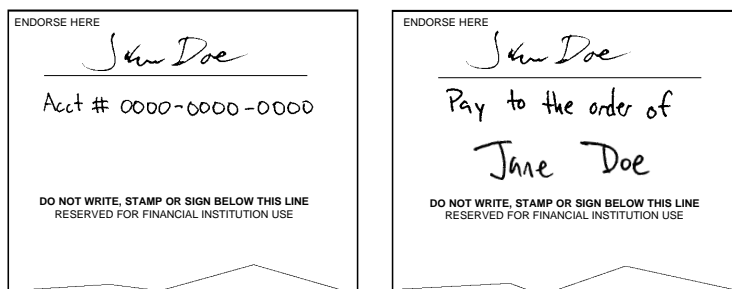 ENDORSE HERE
John Doe
Acct # 0000-0000-0000
DO NOT WRITE, STAMP OR SIGN BELOW THIS LINE
RESERVED FOR FINANCIAL INSTITUTION USE
ENDORSE HERE
John Doe
Pay to the order of
Jane Doe
DO NOT WRITE, STAMP OR SIGN BELOW THIS LINE
RESERVED FOR FINANCIAL INSTITUTION USE